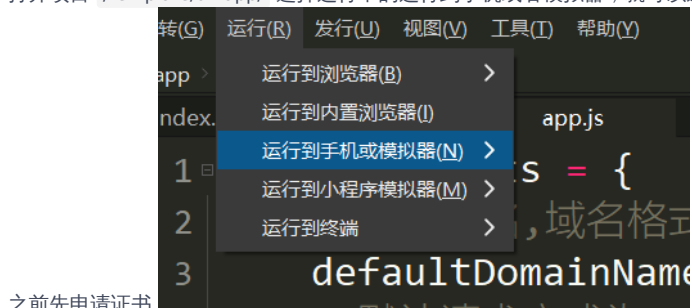 转(G) 运行(R) 发行(U) 视图(V) 工具(T) 帮助(Y)
app
运行到浏览器(B)
ndex.
运行到内置浏览器(I)
app.js
运行到手机或模拟器(N)
1 s = {
运行到小程序模拟器(M)
2 ,域名格式
运行到终端
3 defaultDomainName
之前先申请证书